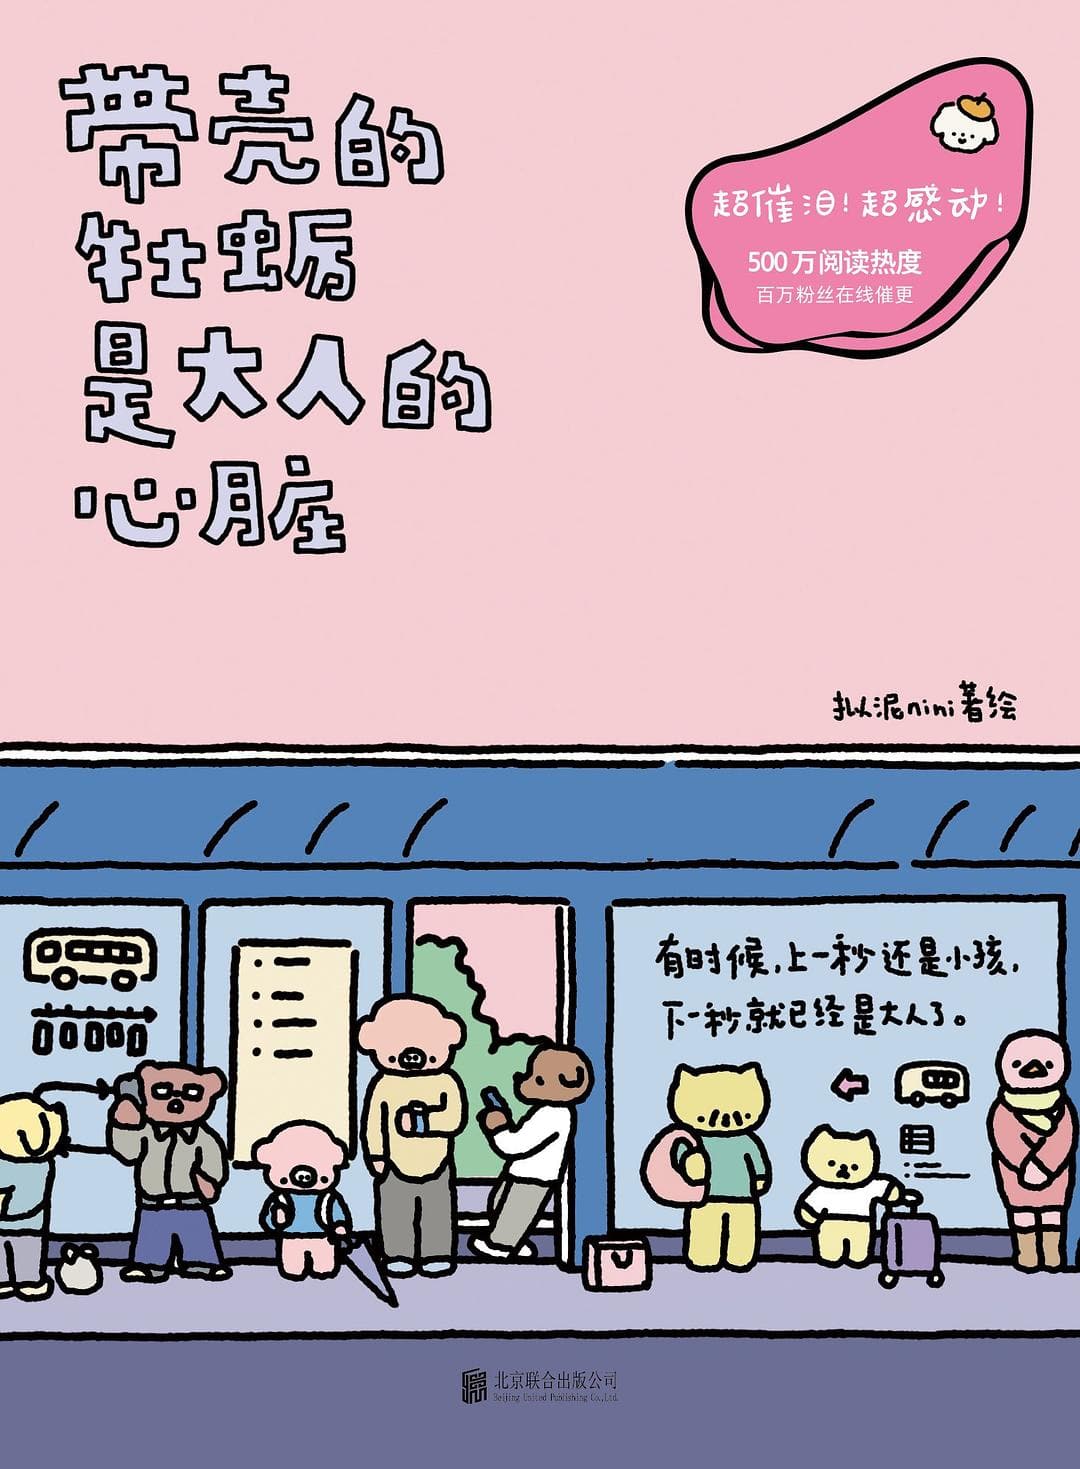 带壳的
牡蛎
是大人的
心脏
超催泪！超感动！
500万阅读热度
百万粉丝在线催更
拟泥nini著绘
有时候，上一秒还是小孩，
下一秒就已经是大人了。
北京联合出版公司
Beijing United Publishing Co.,Ltd.